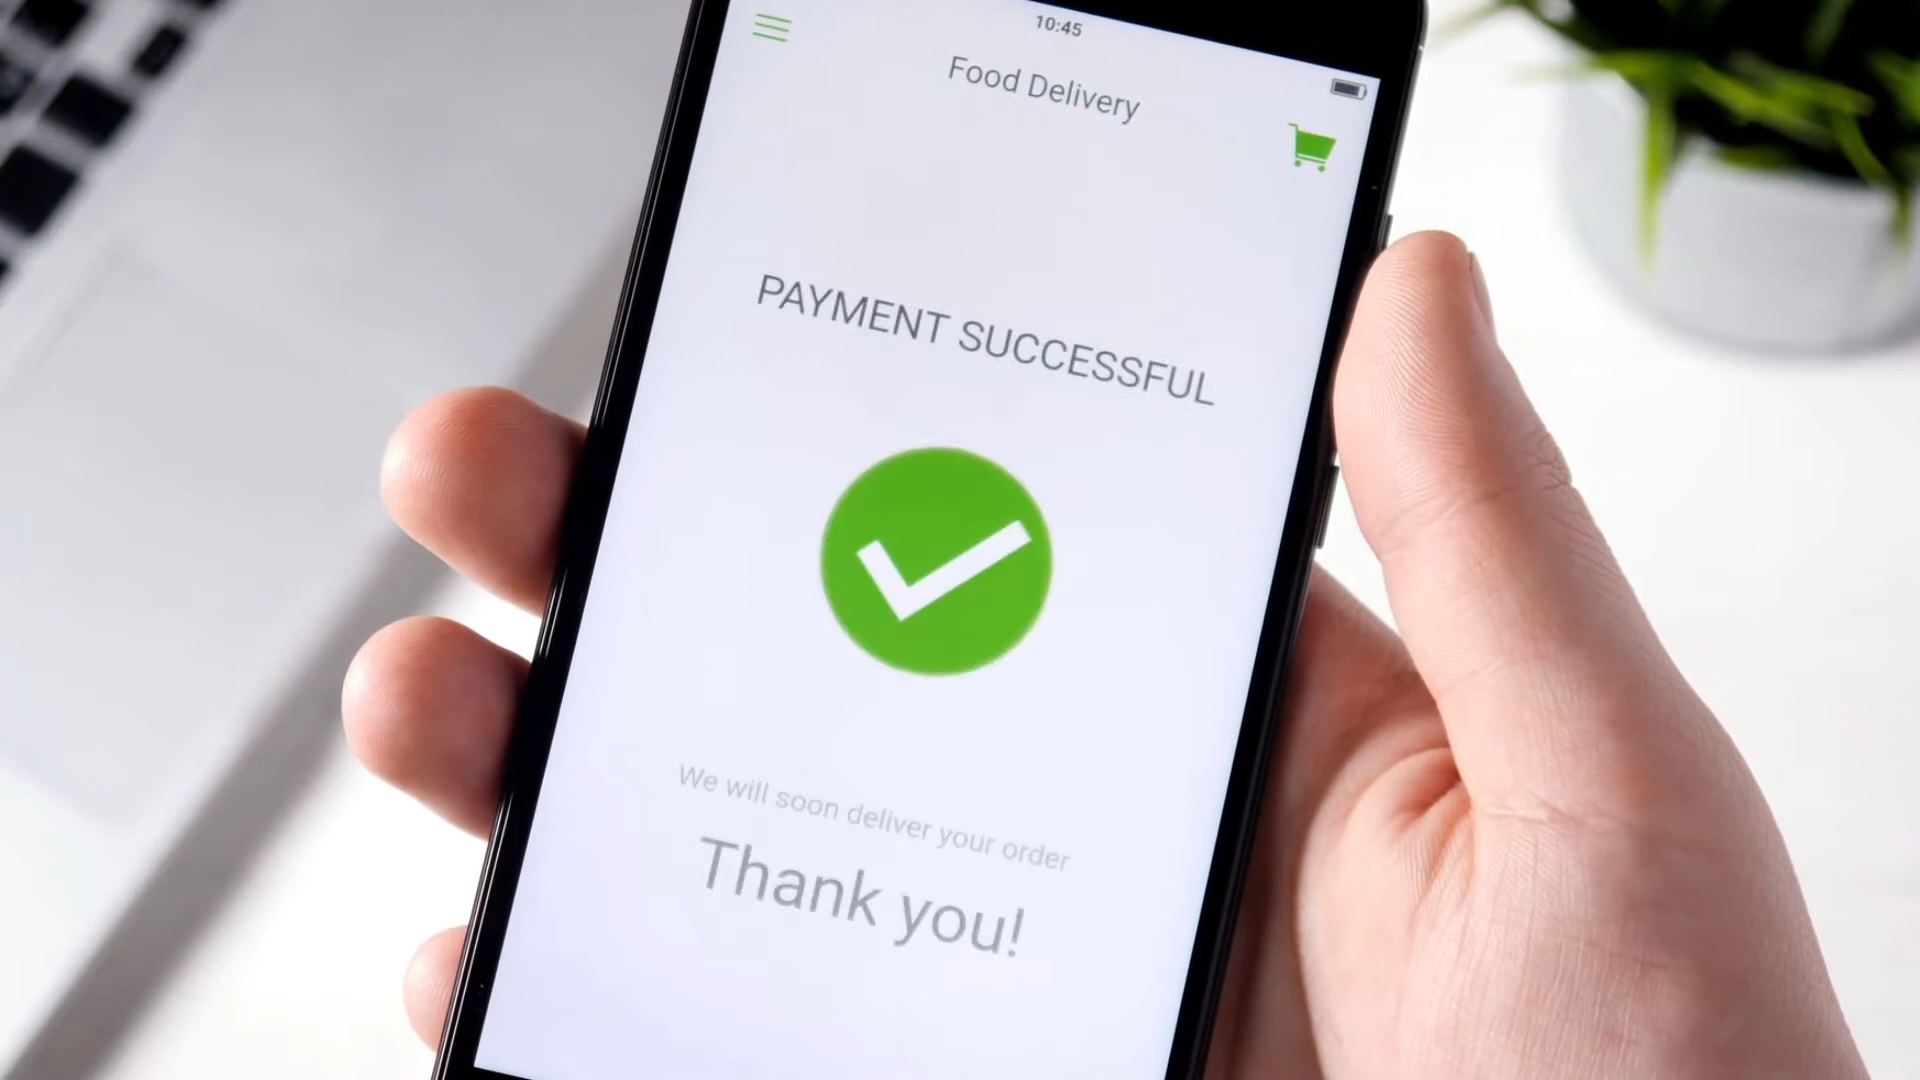 10:45
Food Delivery
PAYMENT SUCCESSFUL
We will soon deliver your order
Thank you!